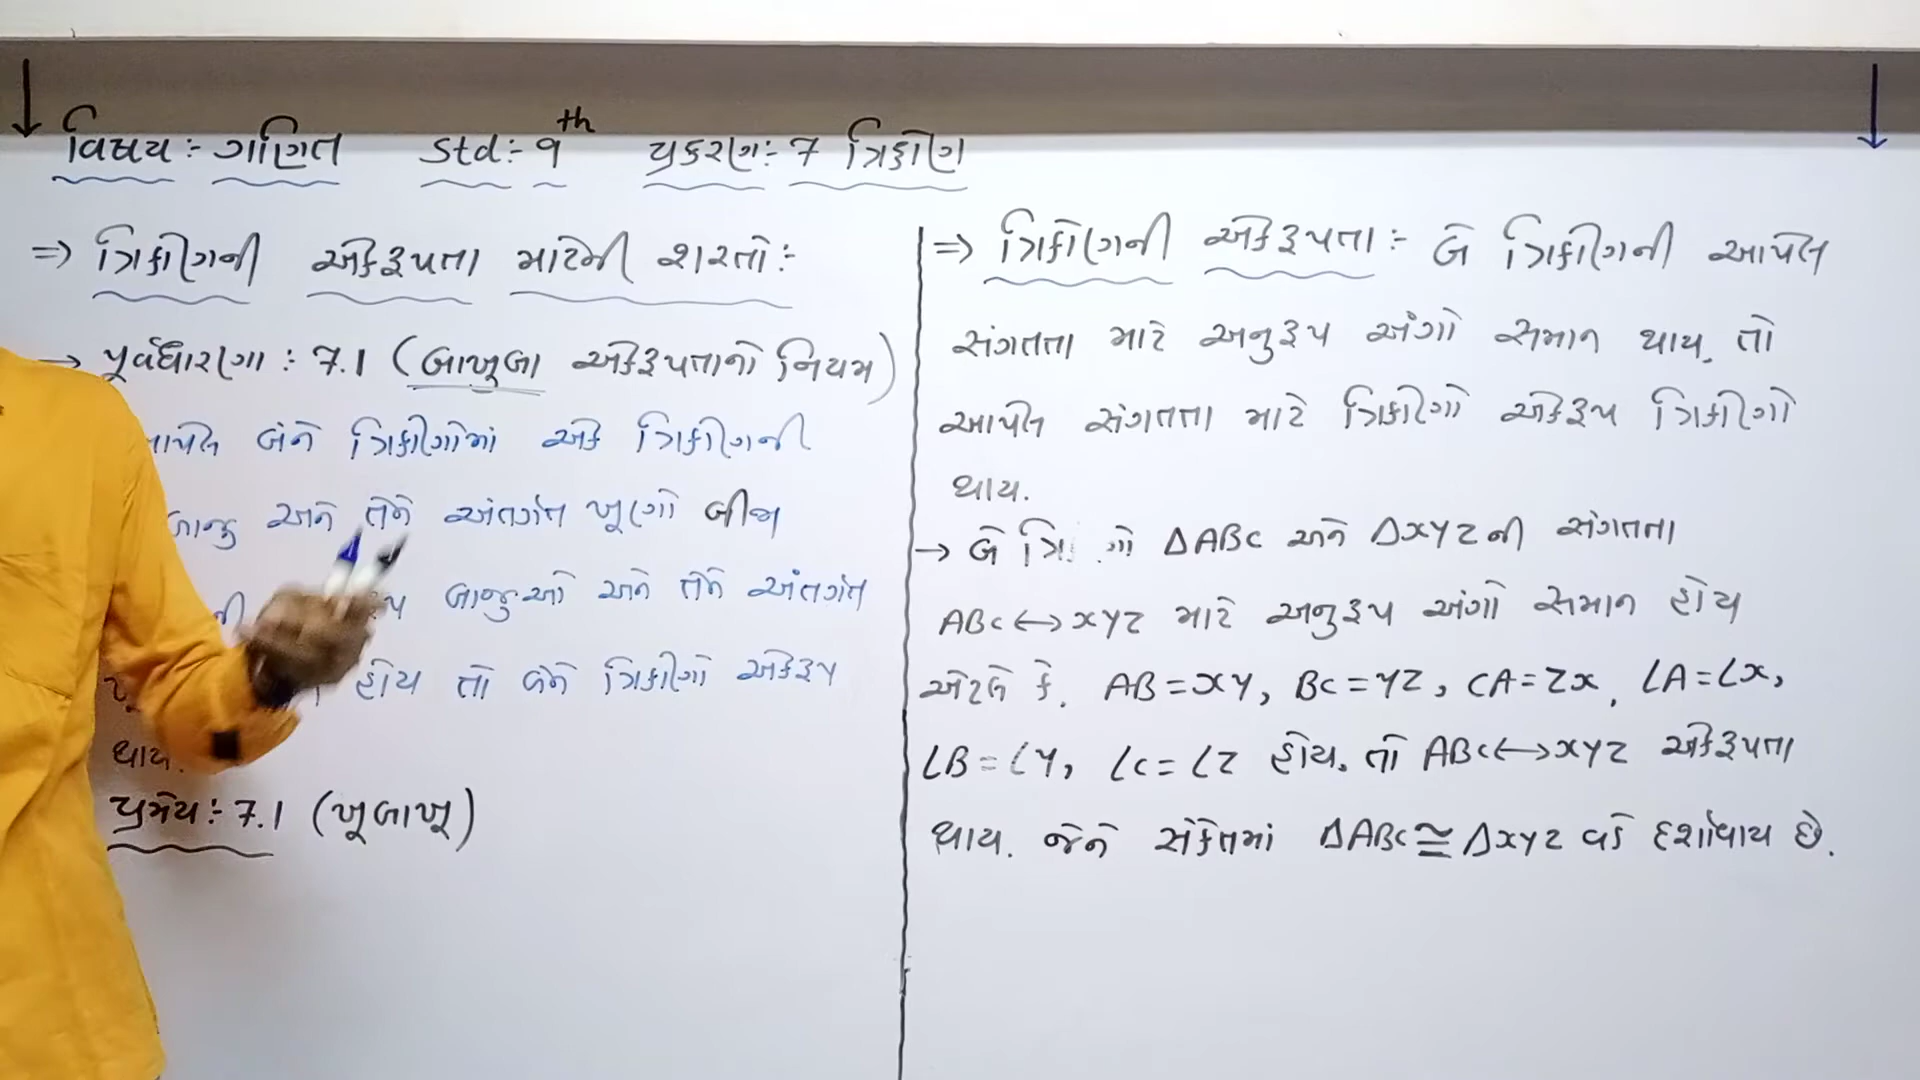 વિષય:- ગણિત Std:- 9th પ્રકરણ:- 7 ત્રિકોણ
⇒ ત્રિકોણની એકરૂપતા માટેની શરતો:-
→ પૂર્વધારણા : 7.1 (બાખૂબા એકરૂપતાનો નિયમ)
બંને ત્રિકોણોમાં એક ત્રિકોણની
અને તેને અંતર્ગત ખૂણો બીજા
બાજુઓ અને તેને અંતર્ગત
હોય તો બંને ત્રિકોણો એકરૂપ
થાય.
પ્રમેય:- 7.1 (ખૂબાખૂ)
⇒ ત્રિકોણની એકરૂપતા :- બે ત્રિકોણની આપેલ
સંગતતા માટે અનુરૂપ અંગો સમાન થાય, તો
આપેલ સંગતતા માટે ત્રિકોણો એકરૂપ ત્રિકોણો
થાય.
→ બે ΔABC અને ΔXYZ ની સંગતતા
ABC ↔ XYZ માટે અનુરૂપ અંગો સમાન હોય
એટલે કે, AB = XY, BC = YZ, CA = ZX, ∠A = ∠X,
∠B = ∠Y, ∠C = ∠Z હોય. તો ABC ↔ XYZ એકરૂપતા
થાય. જેને સંકેતમાં ΔABC ≅ ΔXYZ વડે દર્શાવાય છે.